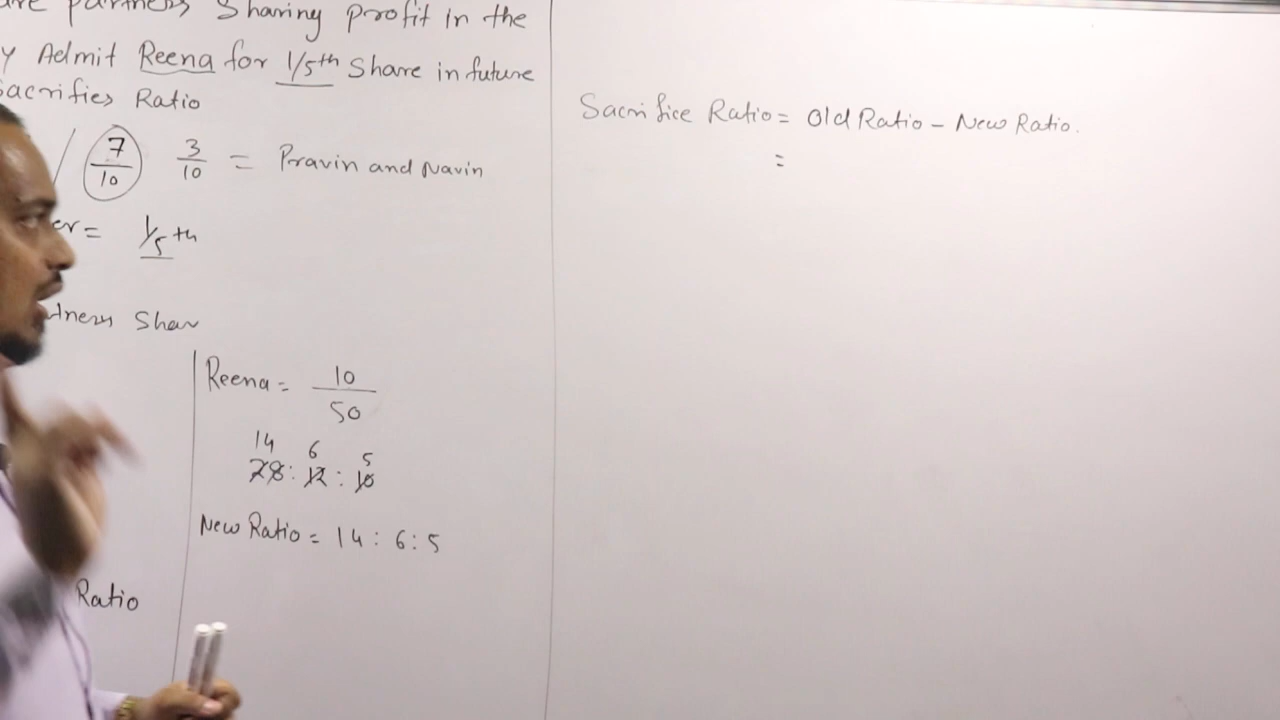 are partners Sharing profit in the
y Admit Reena for 1/5th Share in future
Sacrifies Ratio
7/10 3/10 = Pravin and Navin
er = 1/5th
tners Shar
Reena = 10/50
14 6 5
28 : 12 : 10
New Ratio = 14 : 6 : 5
Ratio
Sacrifice Ratio = Old Ratio - New Ratio.
=